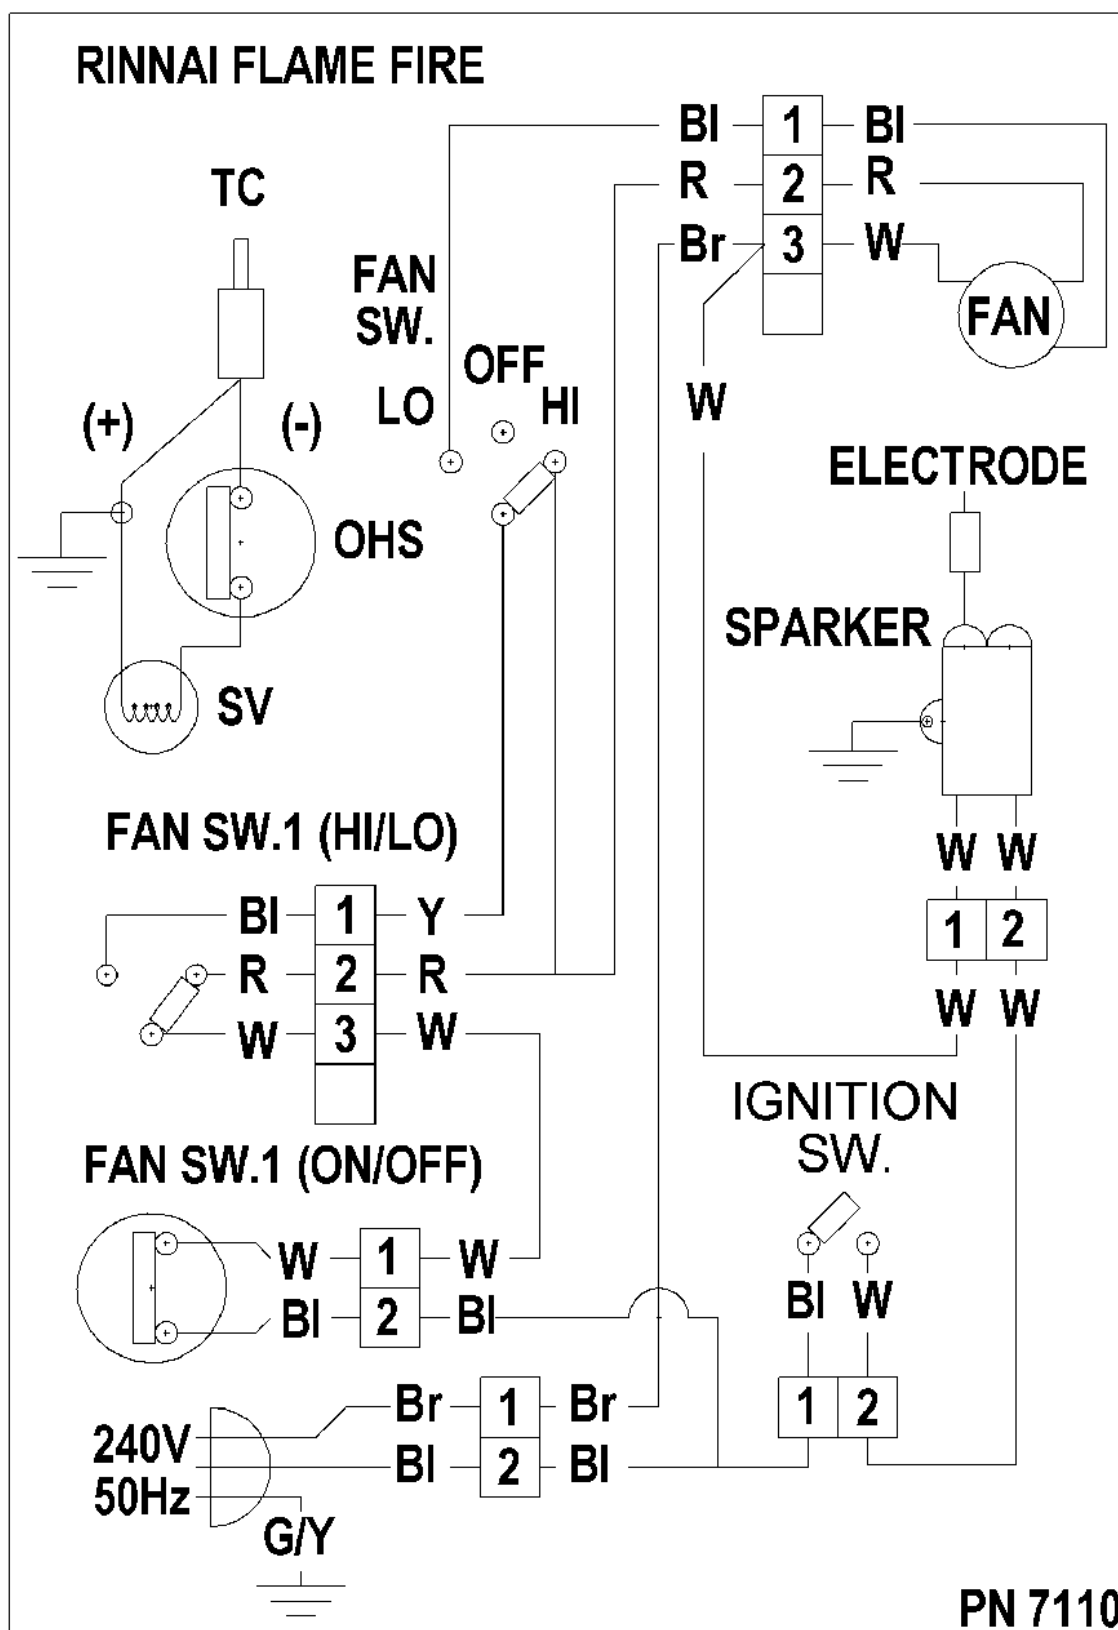 RINNAI FLAME FIRE
Bl 1 Bl
R 2 R
Br 3 W
TC
FAN
SW.
OFF
LO
HI
FAN
W
(+)
(-)
OHS
ELECTRODE
SPARKER
SV
FAN SW.1 (HI/LO)
W W
Bl 1 Y
1 2
R 2 R
W 3 W
W W
IGNITION
SW.
FAN SW.1 (ON/OFF)
W 1 W
Bl 2 Bl
Bl W
240V
50Hz
Br 1 Br
Bl 2 Bl
1 2
G/Y
PN 7110